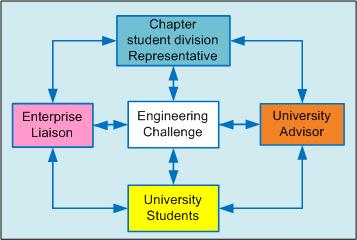 Chapter
student division
Representative
Enterprise
Liaison
Engineering
Challenge
University
Advisor
University
Students